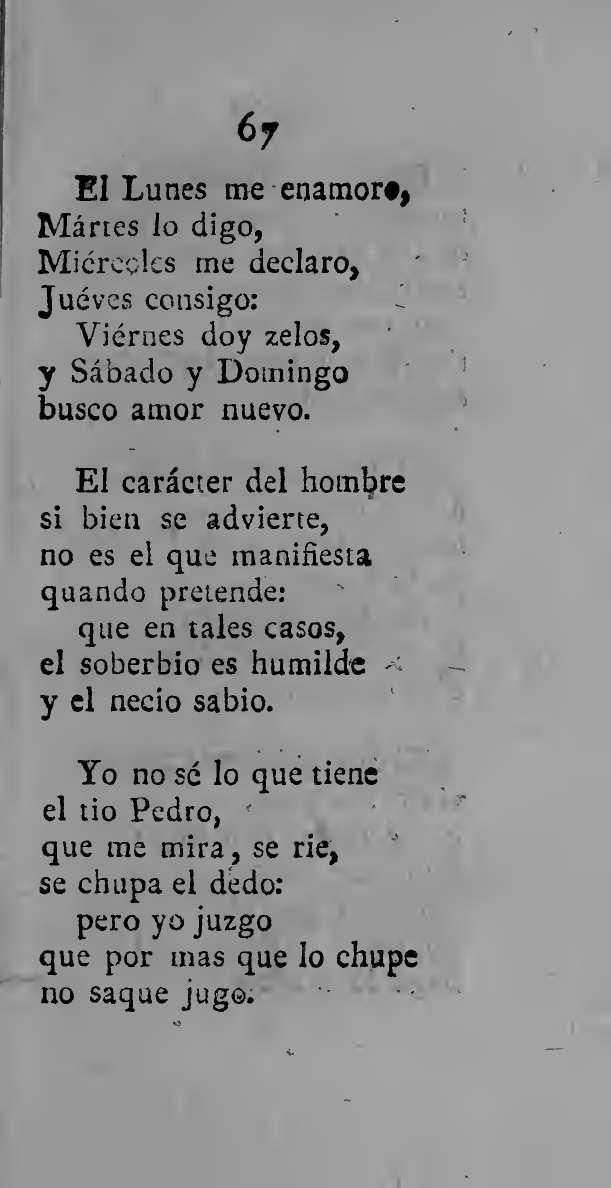 67
El Lunes me enamoro,
Mártes lo digo,
Miércoles me declaro,
Juéves consigo:
Viérnes doy zelos,
y Sábado y Domingo
busco amor nuevo.
El carácter del hombre
si bien se advierte,
no es el que manifiesta
quando pretende:
que en tales casos,
el soberbio es humilde
y el necio sabio.
Yo no sé lo que tiene
el tio Pedro,
que me mira, se rie,
se chupa el dedo:
pero yo juzgo
que por mas que lo chupe
no saque jugo.